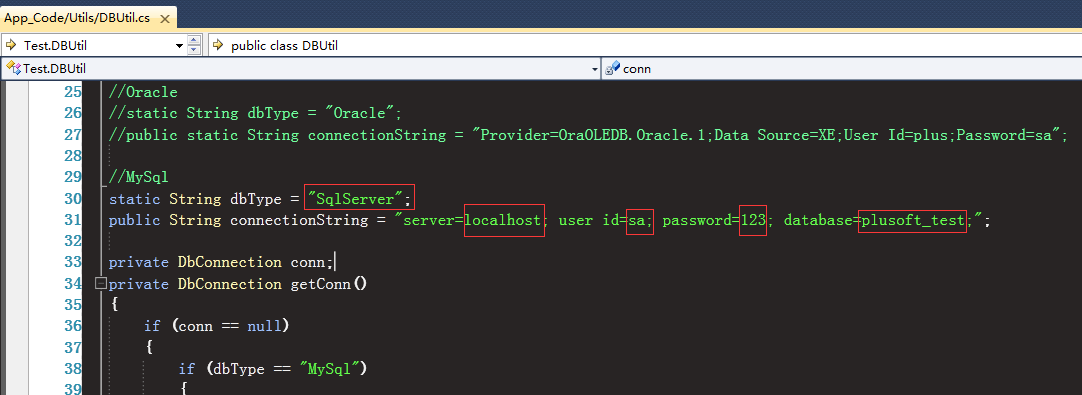 App_Code/Utils/DBUtil.cs
Test.DBUtil public class DBUtil
Test.DBUtil conn
25 //Oracle
26 //static String dbType = "Oracle";
27 //public static String connectionString = "Provider=OraOLEDB.Oracle.1;Data Source=XE;User Id=plus;Password=sa";
28
29 //MySql
30 static String dbType = "SqlServer";
31 public String connectionString = "server=localhost; user id=sa; password=123; database=plusoft_test;";
32
33 private DbConnection conn;
34 private DbConnection getConn()
35 {
36 if (conn == null)
37 {
38 if (dbType == "MySql")
39 {